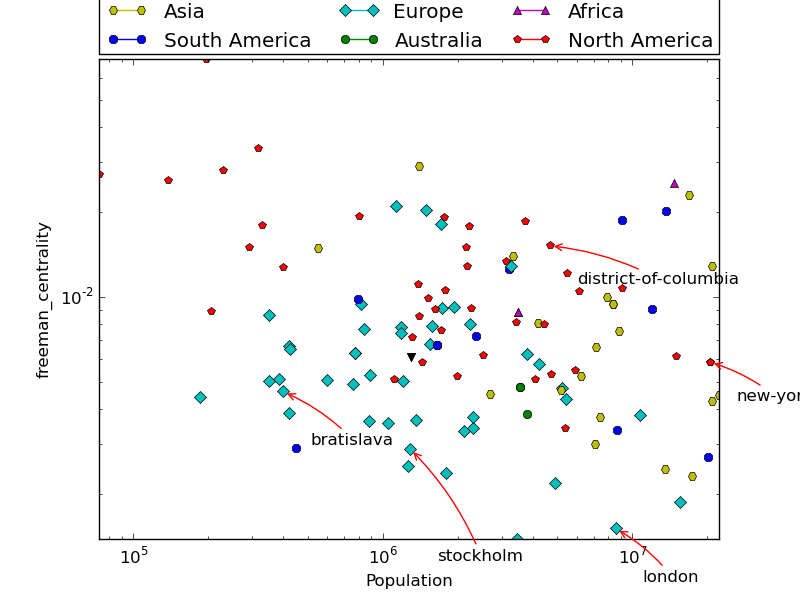 Asia Europe Africa
South America Australia North America
freeman_centrality
10^-2
district-of-columbia
new-yor
bratislava
stockholm
london
10^5 10^6 10^7
Population